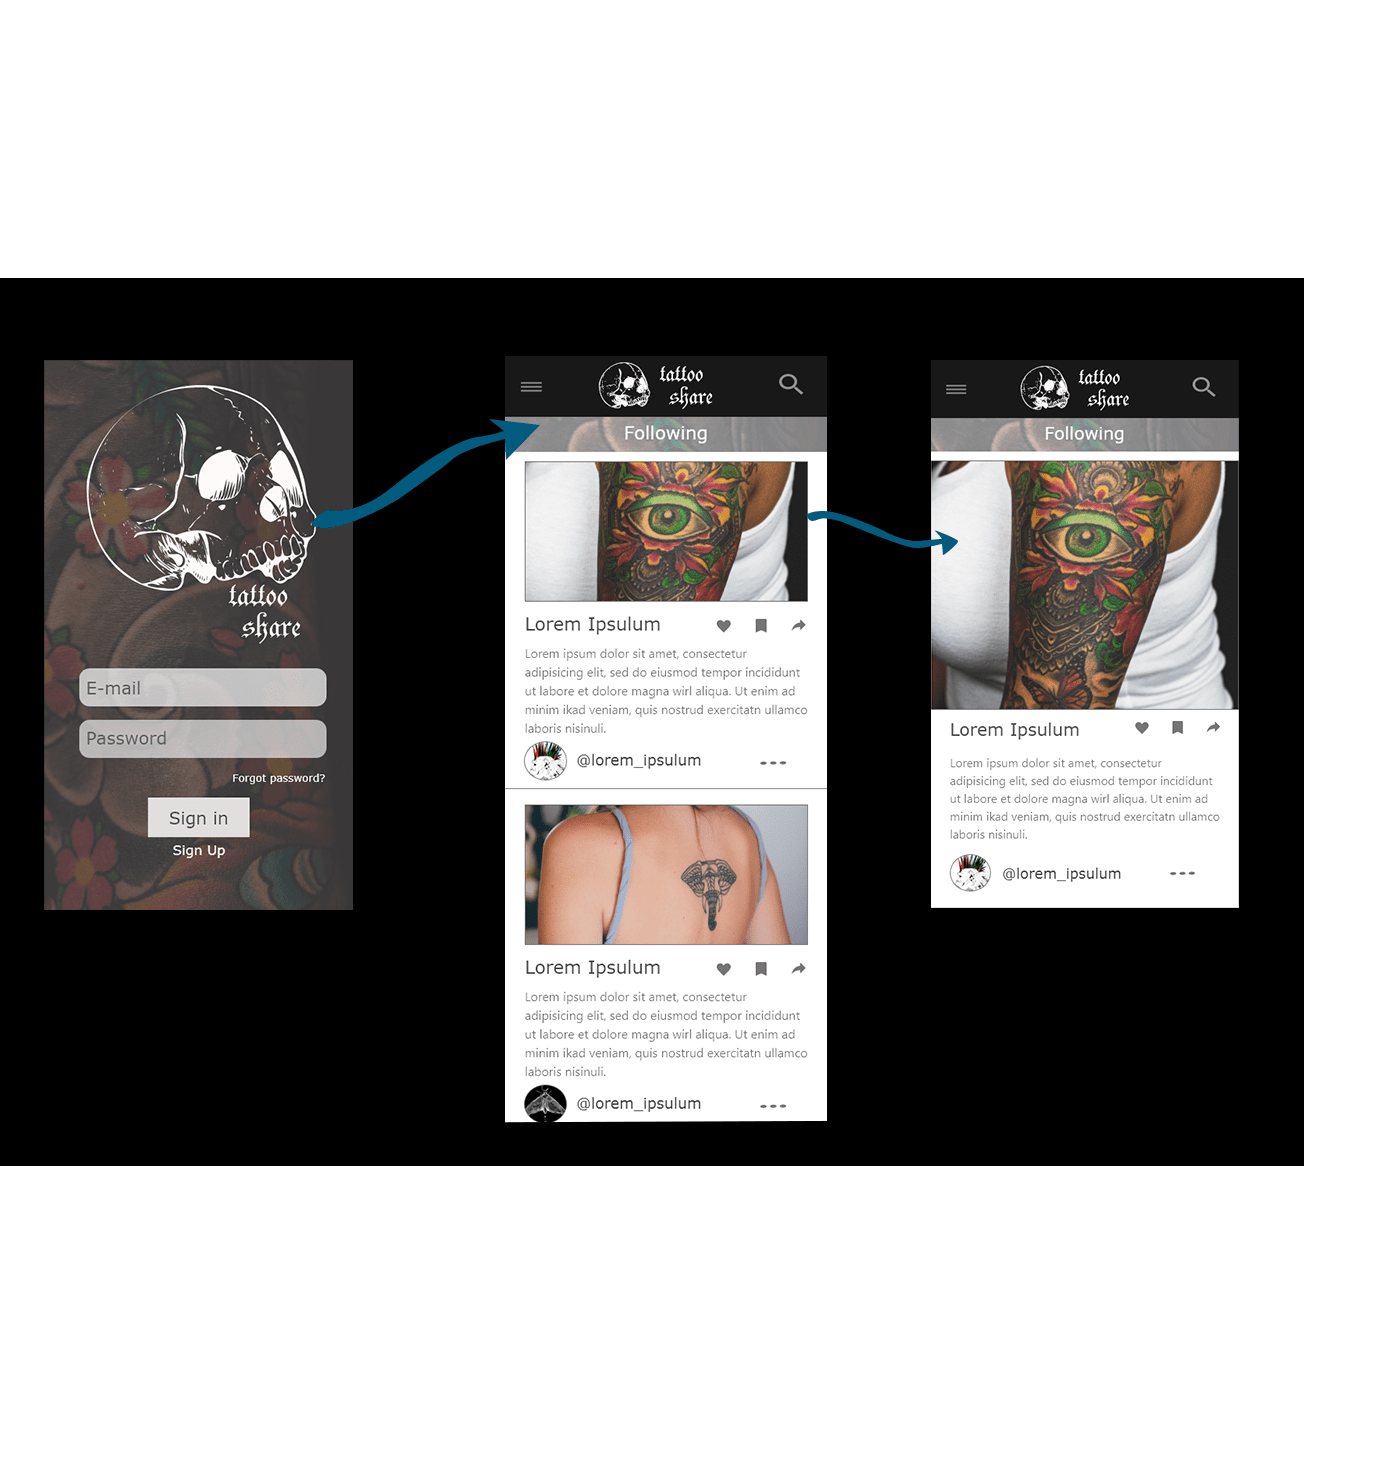 tattoo
share
E-mail
Password
Forgot password?
Sign in
Sign Up
tattoo
share
Following
Lorem Ipsulum
Lorem ipsum dolor sit amet, consectetur
adipisicing elit, sed do eiusmod tempor incididunt
ut labore et dolore magna wirl aliqua. Ut enim ad
minim ikad veniam, quis nostrud exercitatn ullamco
laboris nisinuli.
@lorem_ipsulum
Lorem Ipsulum
Lorem ipsum dolor sit amet, consectetur
adipisicing elit, sed do eiusmod tempor incididunt
ut labore et dolore magna wirl aliqua. Ut enim ad
minim ikad veniam, quis nostrud exercitatn ullamco
laboris nisinuli.
@lorem_ipsulum
tattoo
share
Following
Lorem Ipsulum
Lorem ipsum dolor sit amet, consectetur
adipisicing elit, sed do eiusmod tempor incididunt
ut labore et dolore magna wirl aliqua. Ut enim ad
minim ikad veniam, quis nostrud exercitatn ullamco
laboris nisinuli.
@lorem_ipsulum